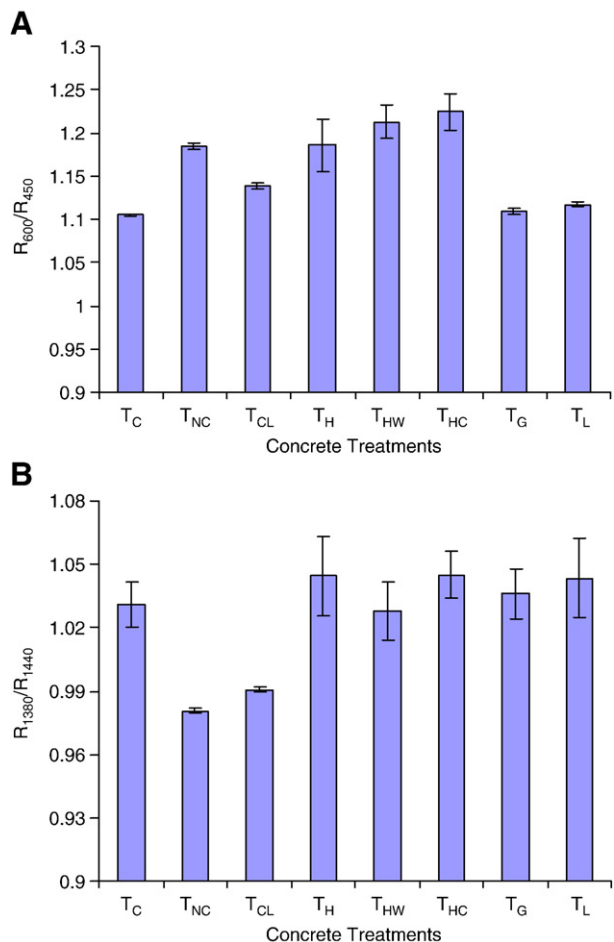 A
1.3
1.25
1.2
1.15
1.1
1.05
1
0.95
0.9
R600/R450
TC TNC TCL TH THW THC TG TL
Concrete Treatments
B
1.08
1.05
1.02
0.99
0.96
0.93
0.9
R1380/R1440
TC TNC TCL TH THW THC TG TL
Concrete Treatments